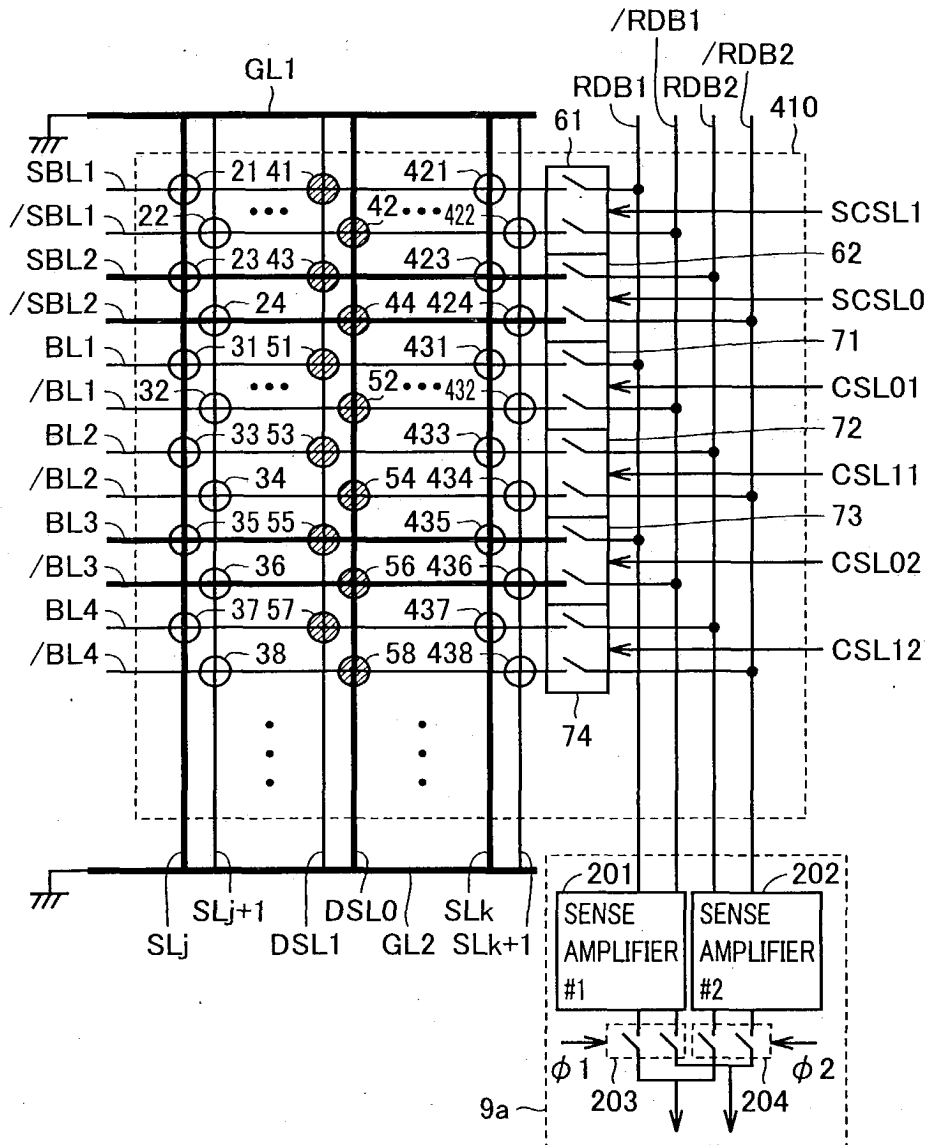 /RDB1
/RDB2
GL1
RDB1 RDB2
61
410
SBL1 21 41 421
SCSL1
/SBL1 22 42 422
62
SBL2 23 43 423
SCSL0
/SBL2 24 44 424
71
BL1 31 51 431
CSL01
/BL1 32 52 432
72
BL2 33 53 433
CSL11
/BL2 34 54 434
73
BL3 35 55 435
CSL02
/BL3 36 56 436
BL4 37 57 437
CSL12
/BL4 38 58 438
74
201 202
SLj+1 DSL0 SLk
SLj DSL1 GL2 SLk+1
SENSE AMPLIFIER #1
SENSE AMPLIFIER #2
φ1 φ2
203 204
9a